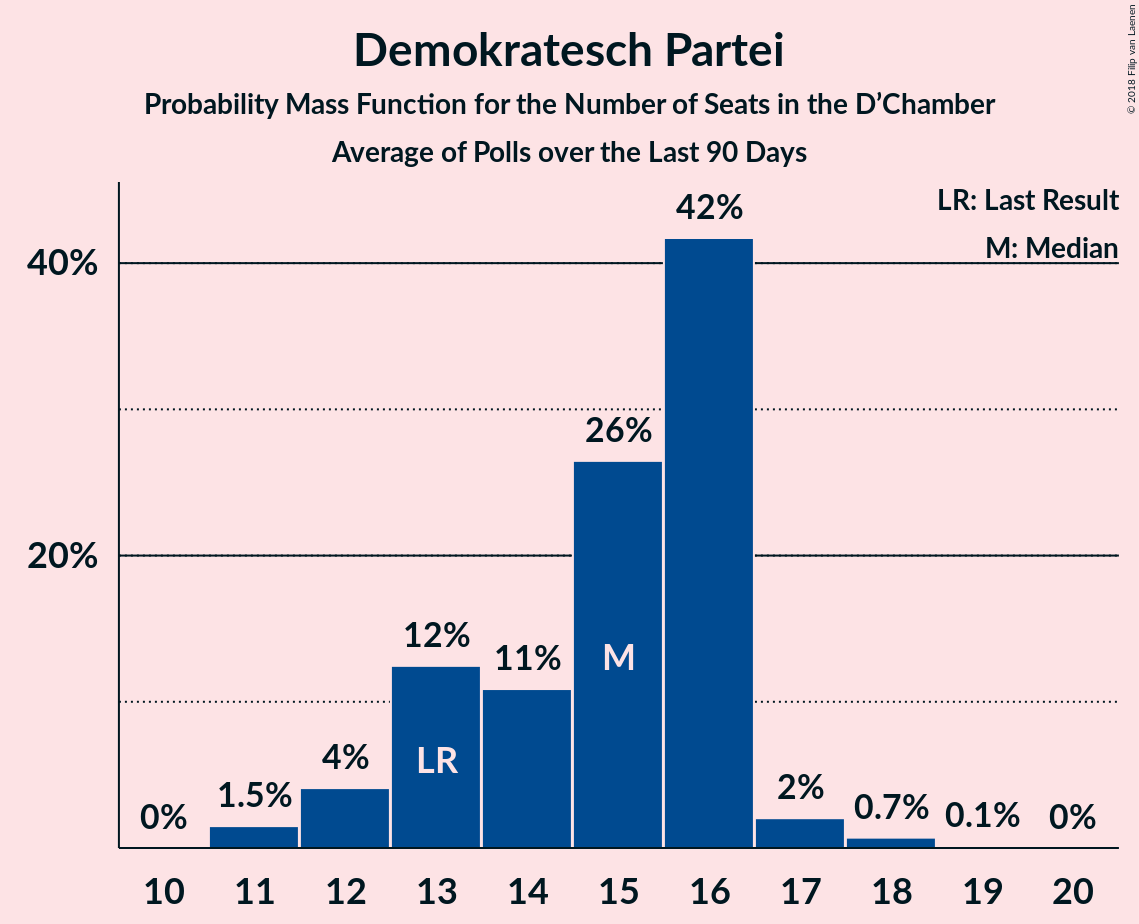 Demokratesch Partei
Probability Mass Function for the Number of Seats in the D’Chamber
Average of Polls over the Last 90 Days
© 2018 Filip van Laenen
LR: Last Result
M: Median
40%
20%
0%
1.5%
4%
12%
11%
26%
42%
2%
0.7%
0.1%
0%
LR
M
10 11 12 13 14 15 16 17 18 19 20